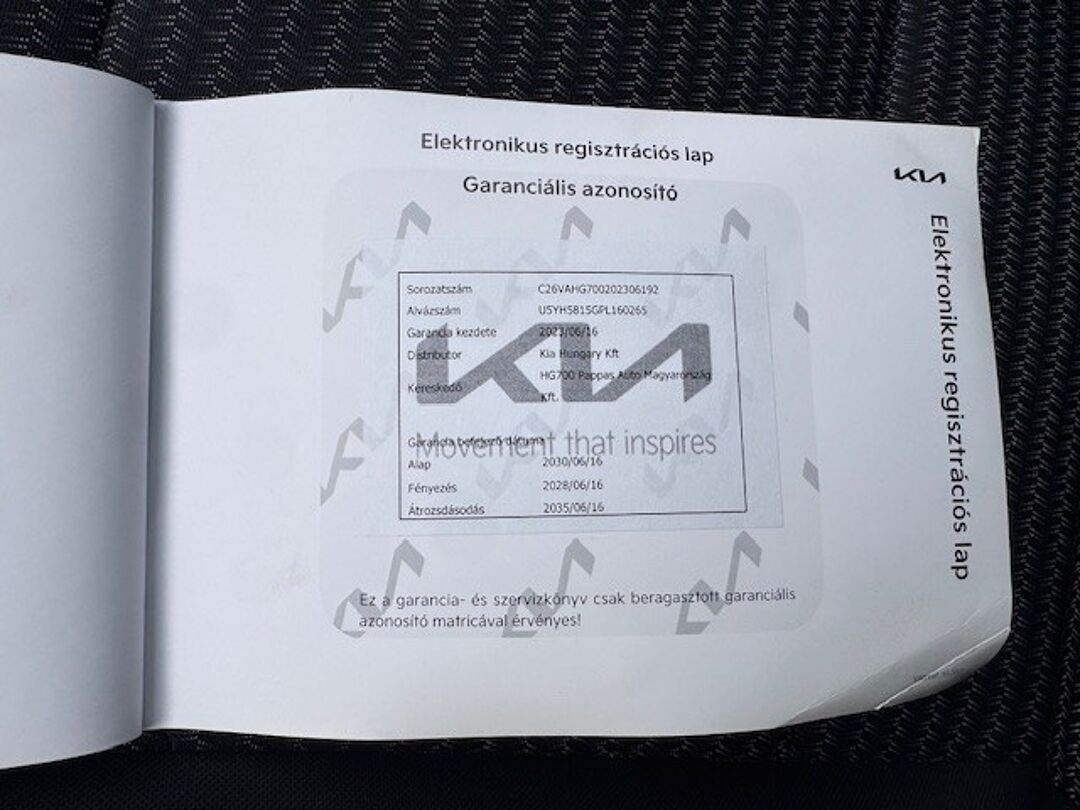 Elektronikus regisztrációs lap
Garanciális azonosító
KIA
Sorozatszám C26VAHG700202306192
Alvázszám U5YH5815GPL160265
Garancia kezdete 2023/06/16
Distributor Kia Hungary Kft
Kereskedő HG700 Pappas Auto Magyarország
Kft.
KIA
Movement that inspires
Garancia befejező dátuma
Alap 2030/06/16
Fényezés 2028/06/16
Átrozsdásodás 2035/06/16
Ez a garancia- és szervizkönyv csak beragasztott garanciális
azonosító matricával érvényes!
Elektronikus regisztrációs lap